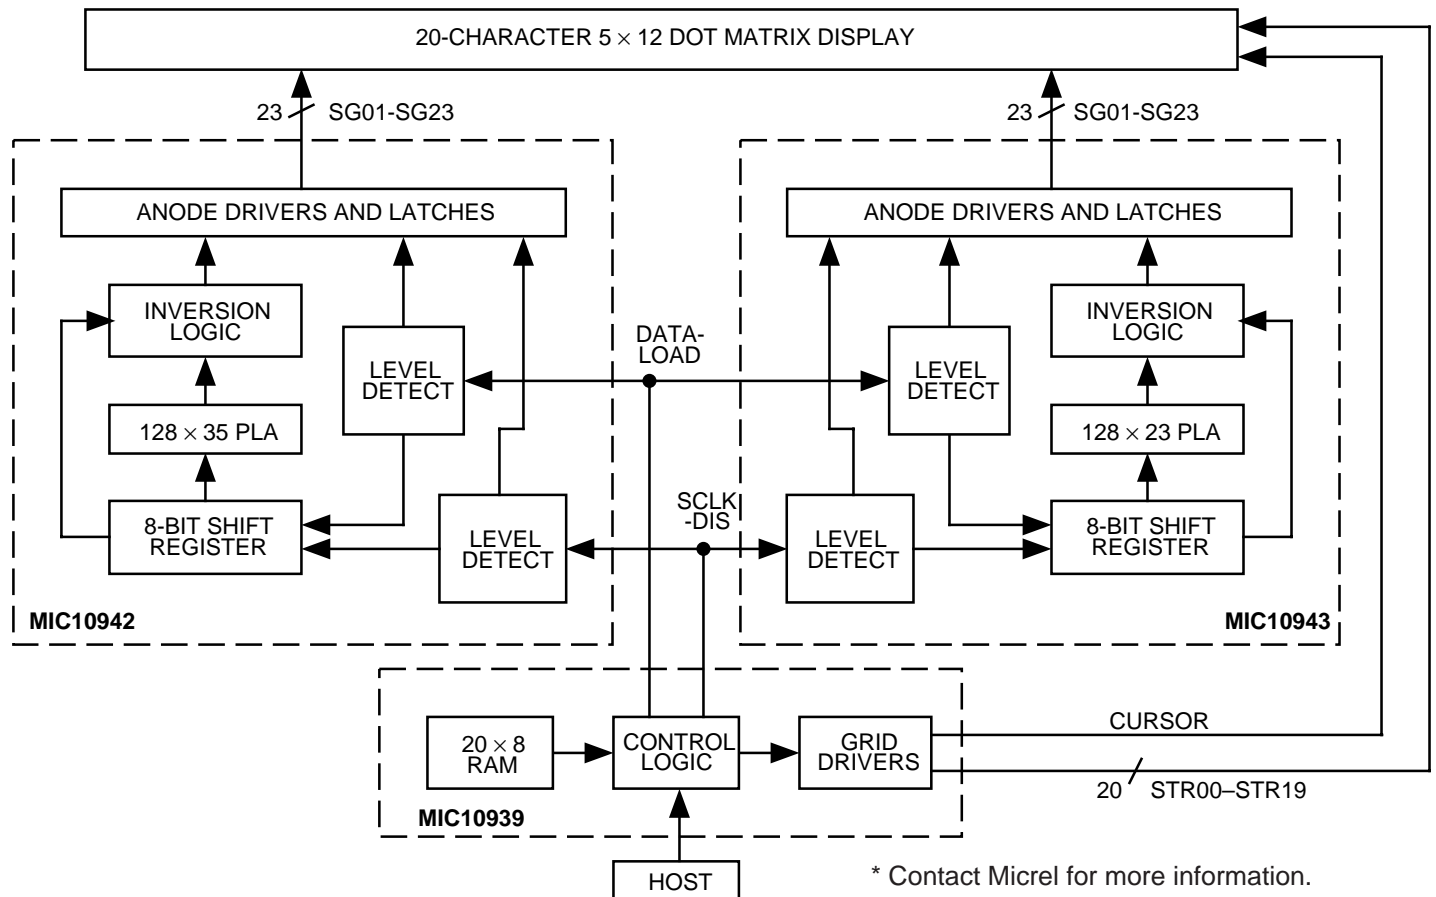 20-CHARACTER 5 × 12 DOT MATRIX DISPLAY
23 SG01-SG23
23 SG01-SG23
ANODE DRIVERS AND LATCHES
ANODE DRIVERS AND LATCHES
INVERSION
LOGIC
LEVEL
DETECT
128 × 35 PLA
8-BIT SHIFT
REGISTER
LEVEL
DETECT
MIC10942
DATA-
LOAD
SCLK
-DIS
INVERSION
LOGIC
LEVEL
DETECT
128 × 23 PLA
8-BIT SHIFT
REGISTER
LEVEL
DETECT
MIC10943
20 × 8
RAM
CONTROL
LOGIC
GRID
DRIVERS
MIC10939
CURSOR
20 STR00–STR19
HOST
* Contact Micrel for more information.